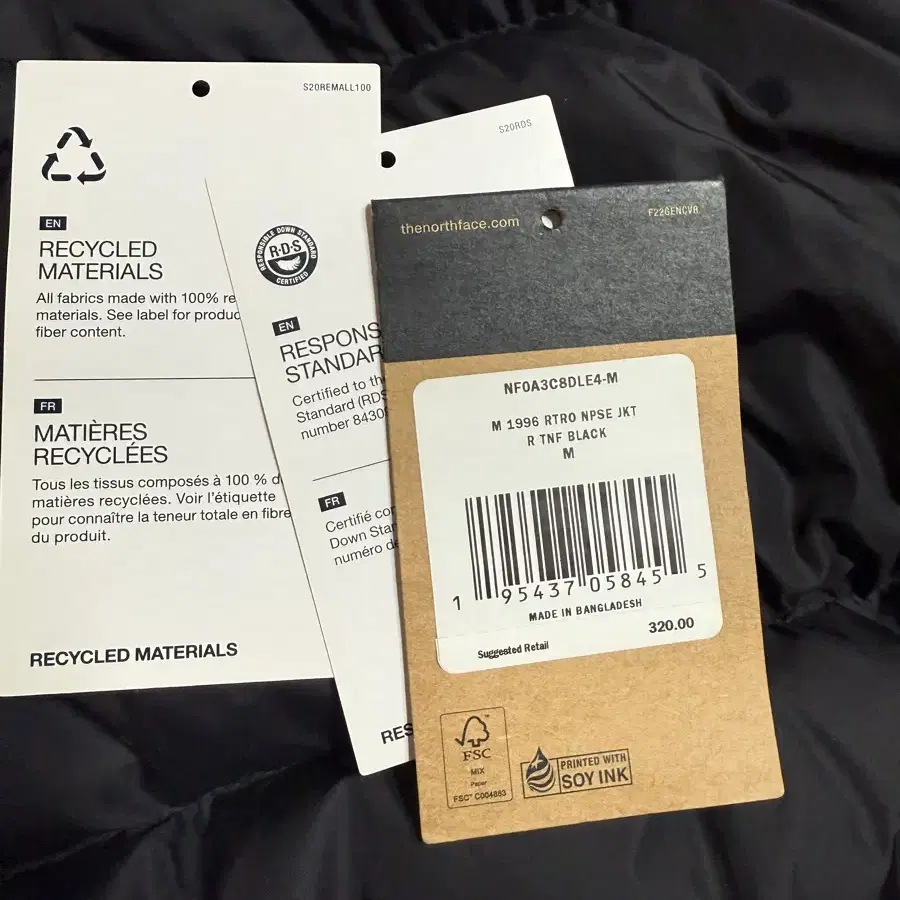 S20REMALL100
EN
RECYCLED
MATERIALS
All fabrics made with 100% re
materials. See label for produc
fiber content.
FR
MATIÈRES
RECYCLÉES
Tous les tissus composés à 100 % d
matières recyclées. Voir l'étiquette
pour connaître la teneur totale en fibre
du produit.
RECYCLED MATERIALS
S20RDS
RESPONSIBLE DOWN STANDARD
R·D·S
CERTIFIED
EN
RESPONS
STANDAR
Certified to th
Standard (RDS
number 8430
FR
Certifié con
Down Stan
numéro de
RES
thenorthface.com
F22GENCVR
NF0A3C8DLE4-M
M 1996 RTRO NPSE JKT
R TNF BLACK
M
1 95437 05845 5
MADE IN BANGLADESH
320.00
Suggested Retail
FSC
MIX
Paper
FSC™ C004883
PRINTED WITH
SOY INK